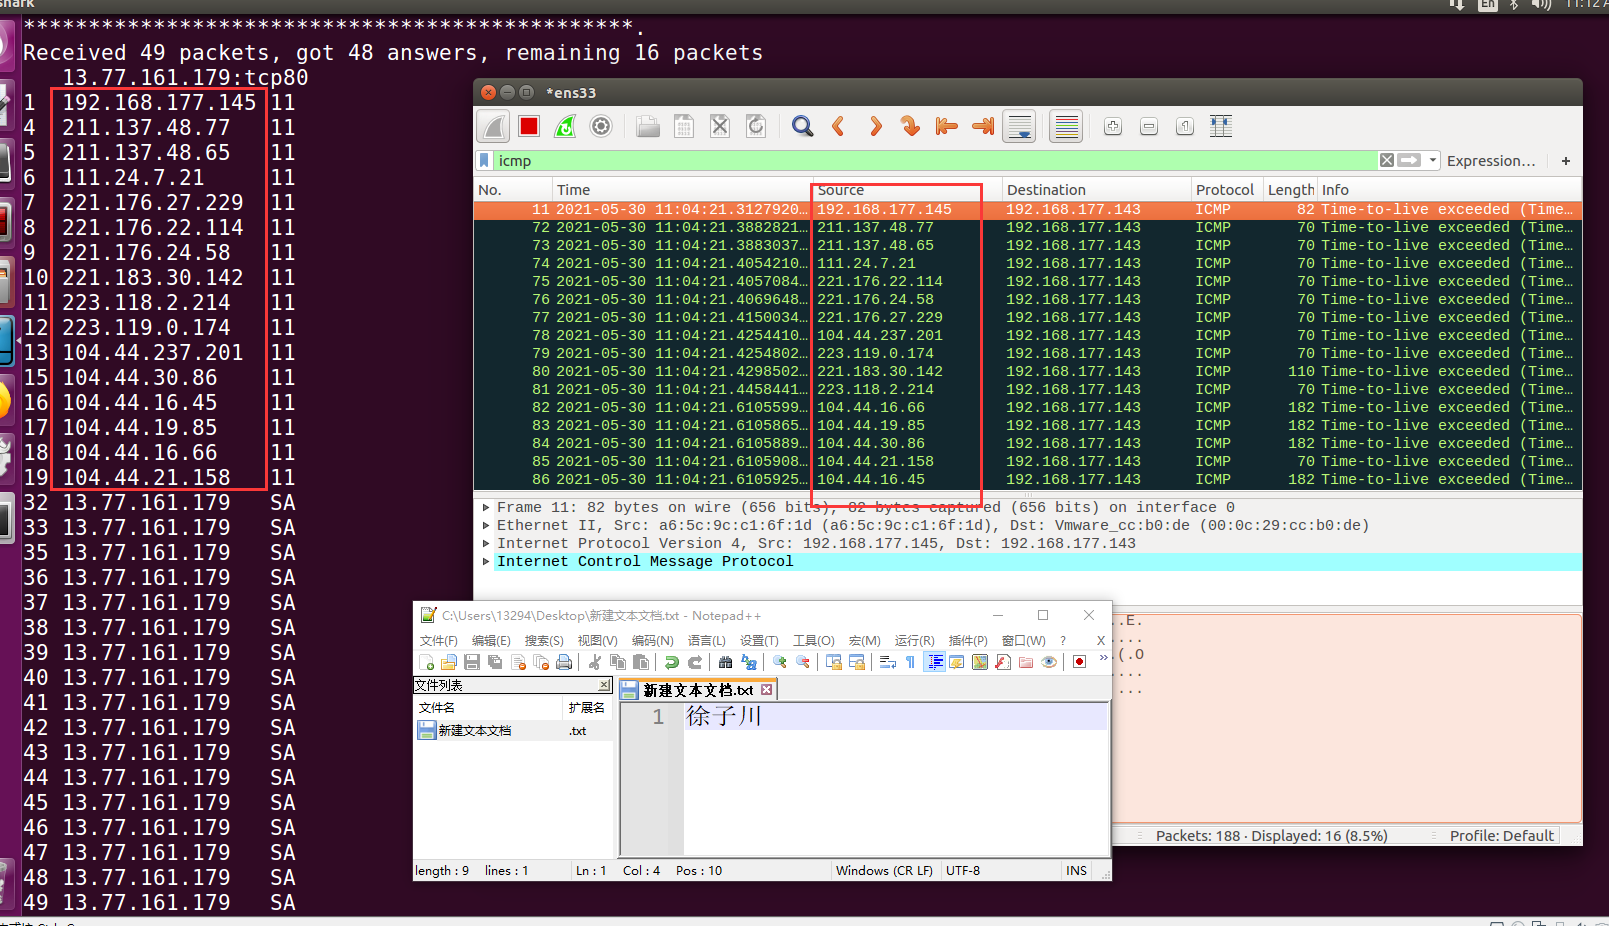 shark
En
11:12
***********************************************.
Received 49 packets, got 48 answers, remaining 16 packets
13.77.161.179:tcp80
1 192.168.177.145 11
4 211.137.48.77 11
5 211.137.48.65 11
6 111.24.7.21 11
7 221.176.27.229 11
8 221.176.22.114 11
9 221.176.24.58 11
10 221.183.30.142 11
11 223.118.2.214 11
12 223.119.0.174 11
13 104.44.237.201 11
15 104.44.30.86 11
16 104.44.16.45 11
17 104.44.19.85 11
18 104.44.16.66 11
19 104.44.21.158 11
32 13.77.161.179 SA
33 13.77.161.179 SA
35 13.77.161.179 SA
36 13.77.161.179 SA
37 13.77.161.179 SA
38 13.77.161.179 SA
39 13.77.161.179 SA
40 13.77.161.179 SA
41 13.77.161.179 SA
42 13.77.161.179 SA
43 13.77.161.179 SA
44 13.77.161.179 SA
45 13.77.161.179 SA
46 13.77.161.179 SA
47 13.77.161.179 SA
48 13.77.161.179 SA
49 13.77.161.179 SA
*ens33
icmp
Expression…
+
No. Time Source Destination Protocol Length Info
11 2021-05-30 11:04:21.3127920… 192.168.177.145 192.168.177.143 ICMP 82 Time-to-live exceeded (Time…
72 2021-05-30 11:04:21.3882821… 211.137.48.77 192.168.177.143 ICMP 70 Time-to-live exceeded (Time…
73 2021-05-30 11:04:21.3883037… 211.137.48.65 192.168.177.143 ICMP 70 Time-to-live exceeded (Time…
74 2021-05-30 11:04:21.4054210… 111.24.7.21 192.168.177.143 ICMP 70 Time-to-live exceeded (Time…
75 2021-05-30 11:04:21.4057084… 221.176.22.114 192.168.177.143 ICMP 70 Time-to-live exceeded (Time…
76 2021-05-30 11:04:21.4069648… 221.176.24.58 192.168.177.143 ICMP 70 Time-to-live exceeded (Time…
77 2021-05-30 11:04:21.4150034… 221.176.27.229 192.168.177.143 ICMP 70 Time-to-live exceeded (Time…
78 2021-05-30 11:04:21.4254410… 104.44.237.201 192.168.177.143 ICMP 70 Time-to-live exceeded (Time…
79 2021-05-30 11:04:21.4254802… 223.119.0.174 192.168.177.143 ICMP 70 Time-to-live exceeded (Time…
80 2021-05-30 11:04:21.4298502… 221.183.30.142 192.168.177.143 ICMP 110 Time-to-live exceeded (Time…
81 2021-05-30 11:04:21.4458441… 223.118.2.214 192.168.177.143 ICMP 70 Time-to-live exceeded (Time…
82 2021-05-30 11:04:21.6105599… 104.44.16.66 192.168.177.143 ICMP 182 Time-to-live exceeded (Time…
83 2021-05-30 11:04:21.6105865… 104.44.19.85 192.168.177.143 ICMP 182 Time-to-live exceeded (Time…
84 2021-05-30 11:04:21.6105889… 104.44.30.86 192.168.177.143 ICMP 182 Time-to-live exceeded (Time…
85 2021-05-30 11:04:21.6105908… 104.44.21.158 192.168.177.143 ICMP 70 Time-to-live exceeded (Time…
86 2021-05-30 11:04:21.6105925… 104.44.16.45 192.168.177.143 ICMP 182 Time-to-live exceeded (Time…
Frame 11: 82 bytes on wire (656 bits), 82 bytes captured (656 bits) on interface 0
Ethernet II, Src: a6:5c:9c:c1:6f:1d (a6:5c:9c:c1:6f:1d), Dst: Vmware_cc:b0:de (00:0c:29:cc:b0:de)
Internet Protocol Version 4, Src: 192.168.177.145, Dst: 192.168.177.143
Internet Control Message Protocol
..E.
....
.(.O
....
...
Packets: 188 · Displayed: 16 (8.5%)
Profile: Default
C:\Users\13294\Desktop\新建文本文档.txt - Notepad++
文件(F) 编辑(E) 搜索(S) 视图(V) 编码(N) 语言(L) 设置(T) 工具(O) 宏(M) 运行(R) 插件(P) 窗口(W) ? X
文件列表
新建文本文档.txt
文件名 扩展名
新建文本文档 .txt
1 徐子川
length : 9 lines : 1 Ln : 1 Col : 4 Pos : 10 Windows (CR LF) UTF-8 INS